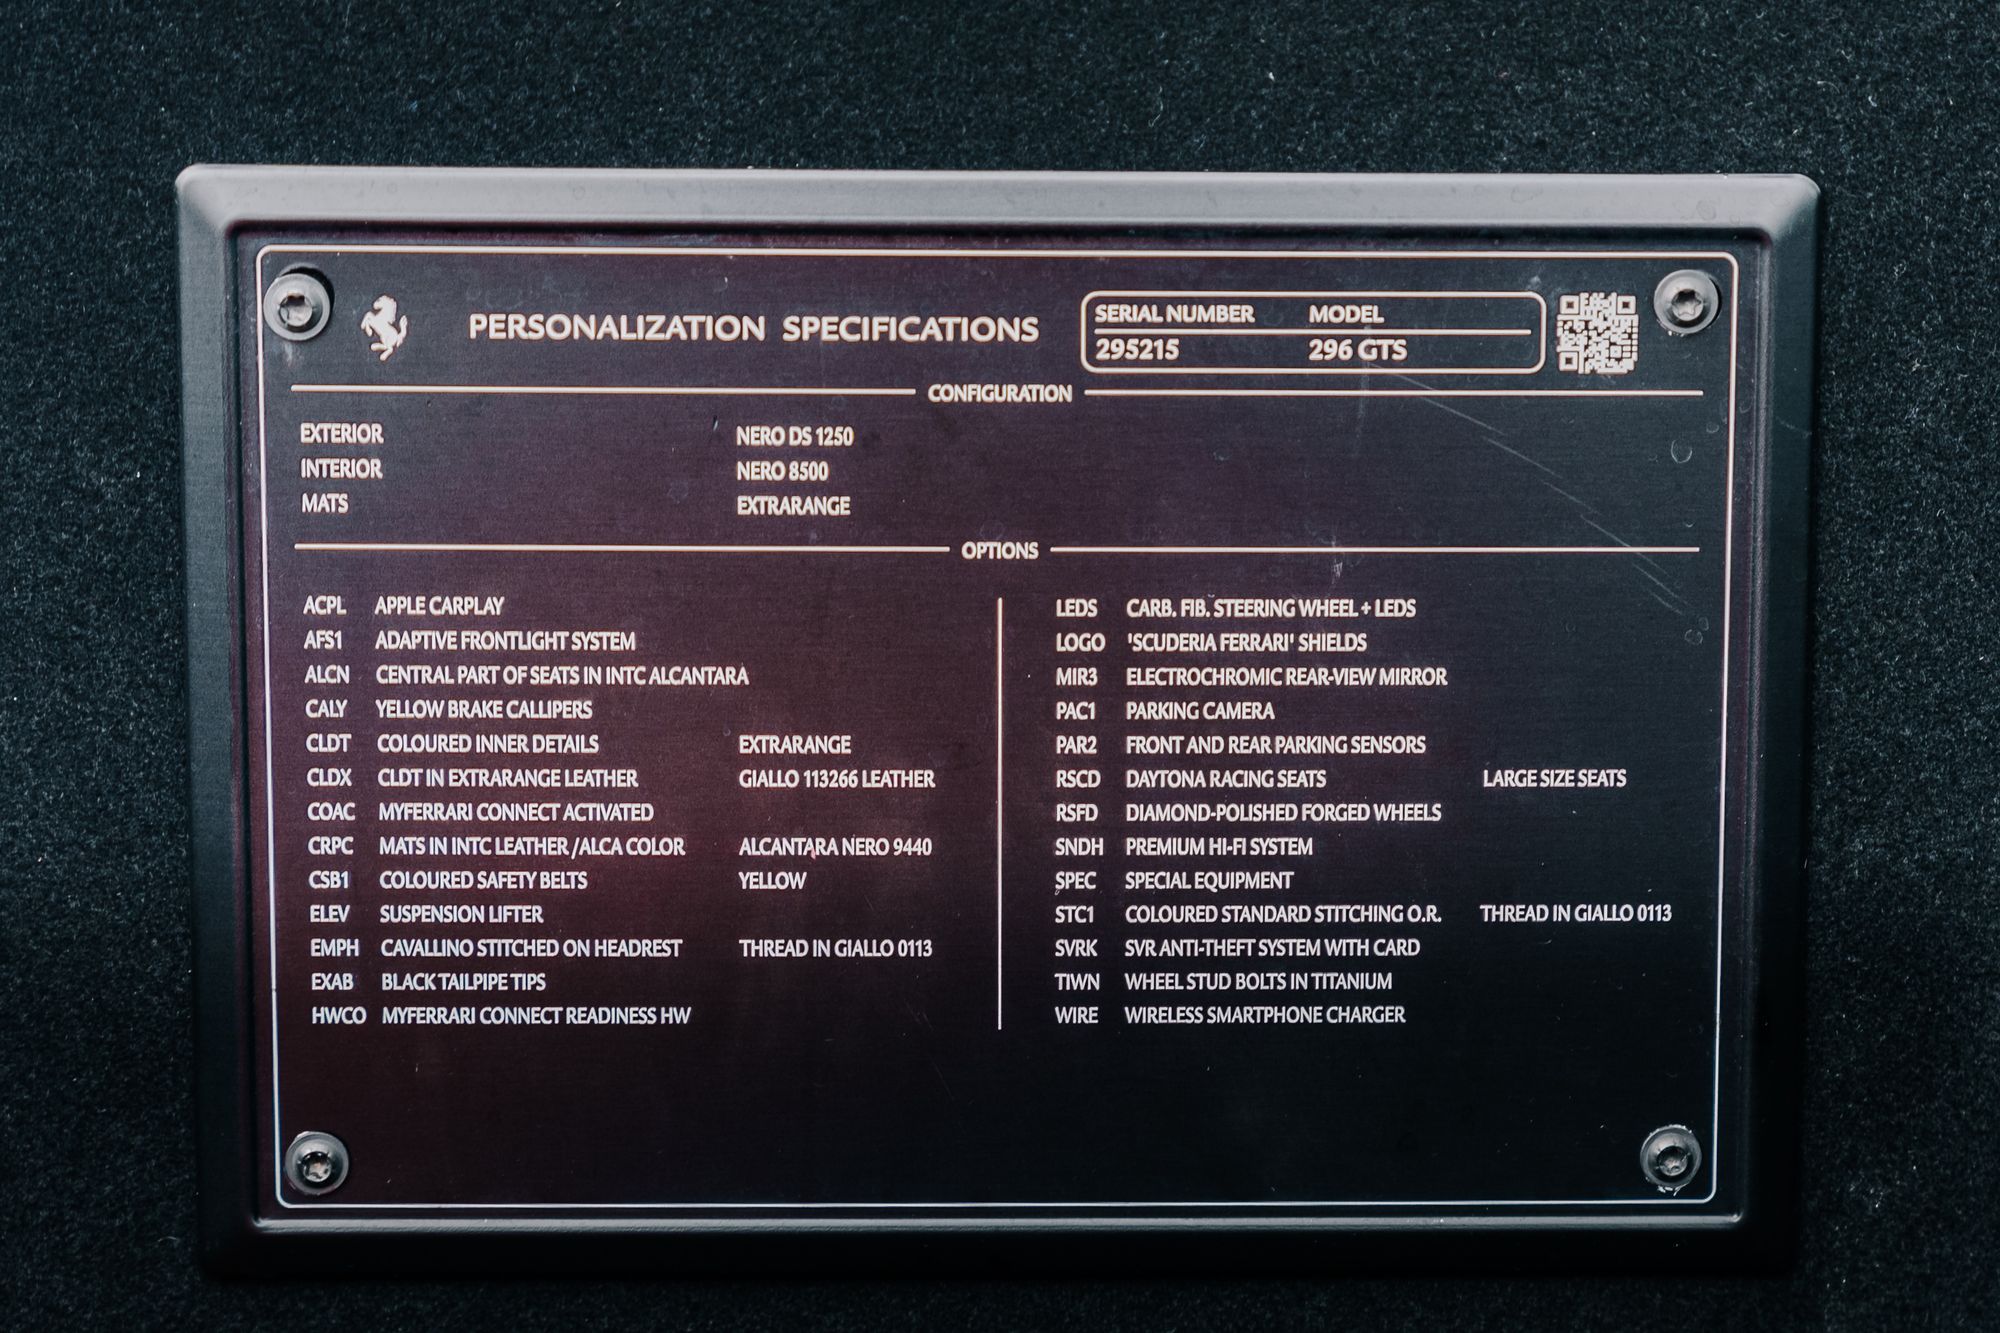 PERSONALIZATION SPECIFICATIONS
SERIAL NUMBER MODEL
295215 296 GTS
CONFIGURATION
EXTERIOR NERO DS 1250
INTERIOR NERO 8500
MATS EXTRARANGE
OPTIONS
ACPL APPLE CARPLAY
AFS1 ADAPTIVE FRONTLIGHT SYSTEM
ALCN CENTRAL PART OF SEATS IN INTC ALCANTARA
CALY YELLOW BRAKE CALLIPERS
CLDT COLOURED INNER DETAILS EXTRARANGE
CLDX CLDT IN EXTRARANGE LEATHER GIALLO 113266 LEATHER
COAC MYFERRARI CONNECT ACTIVATED
CRPC MATS IN INTC LEATHER /ALCA COLOR ALCANTARA NERO 9440
CSB1 COLOURED SAFETY BELTS YELLOW
ELEV SUSPENSION LIFTER
EMPH CAVALLINO STITCHED ON HEADREST THREAD IN GIALLO 0113
EXAB BLACK TAILPIPE TIPS
HWCO MYFERRARI CONNECT READINESS HW
LEDS CARB. FIB. STEERING WHEEL + LEDS
LOGO 'SCUDERIA FERRARI' SHIELDS
MIR3 ELECTROCHROMIC REAR-VIEW MIRROR
PAC1 PARKING CAMERA
PAR2 FRONT AND REAR PARKING SENSORS
RSCD DAYTONA RACING SEATS LARGE SIZE SEATS
RSFD DIAMOND-POLISHED FORGED WHEELS
SNDH PREMIUM HI-FI SYSTEM
SPEC SPECIAL EQUIPMENT
STC1 COLOURED STANDARD STITCHING O.R. THREAD IN GIALLO 0113
SVRK SVR ANTI-THEFT SYSTEM WITH CARD
TIWN WHEEL STUD BOLTS IN TITANIUM
WIRE WIRELESS SMARTPHONE CHARGER